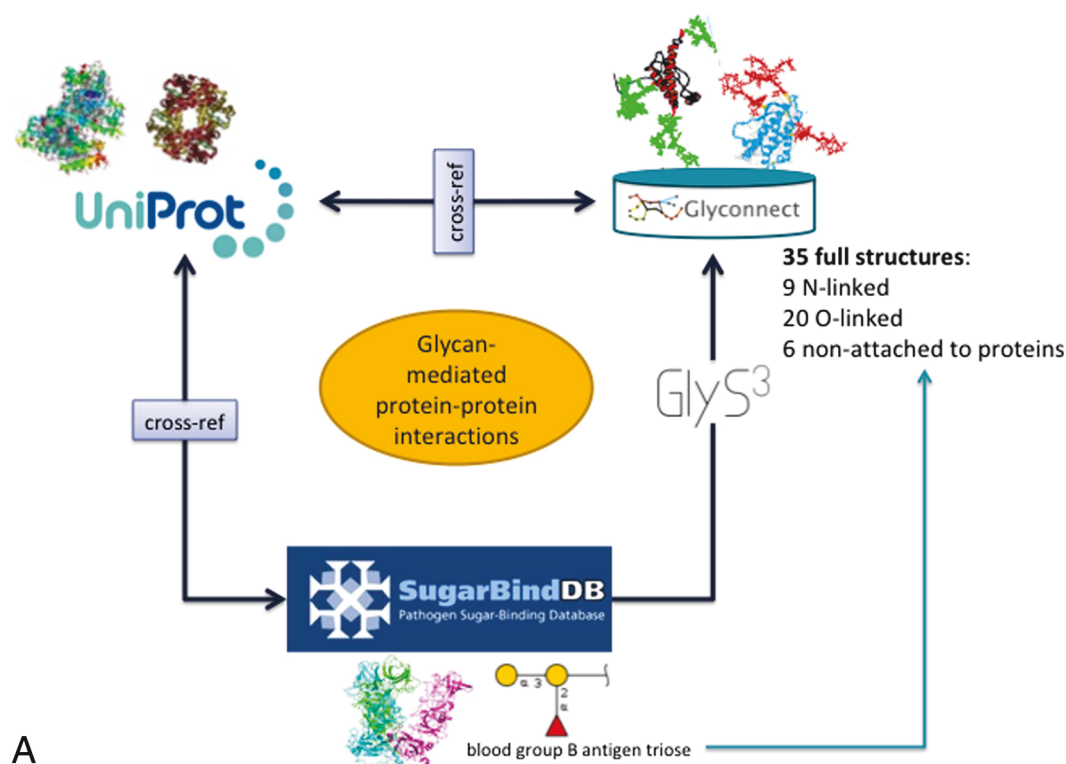 UniProt
cross-ref
Glyconnect
35 full structures:
9 N-linked
20 O-linked
6 non-attached to proteins
Glycan-
mediated
protein-protein
interactions
GlyS³
cross-ref
SugarBindDB
Pathogen Sugar-Binding Database
α 3
2
α
blood group B antigen triose
A